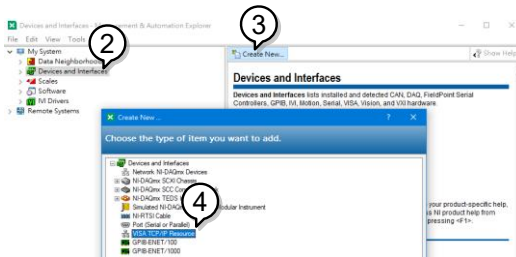 Devices and Interfaces - Measurement & Automation Explorer
File Edit View Tools
3
2
My System
Data Neighborhood
Devices and Interfaces
Scales
Software
IVI Drivers
Remote Systems
Create New...
Show Help
Devices and Interfaces
Devices and Interfaces lists installed and detected CAN, DAQ, FieldPoint Serial
Controllers, GPIB, IVI, Motion, Serial, VISA, Vision, and VXI hardware.
Create New ...
? ×
Choose the type of item you want to add.
Devices and Interfaces
Network NI-DAQmx Devices
NI-DAQmx SCXI Chassis
NI-DAQmx SCC
NI-DAQmx TEDS
Simulated NI-DAQmx Modular Instrument
4
NI-RTSI Cable
Port (Serial or Parallel)
VISA TCP/IP Resource
GPIB-ENET/100
GPIB-ENET/1000
your product-specific help,
NI product help from
pressing <F1>.